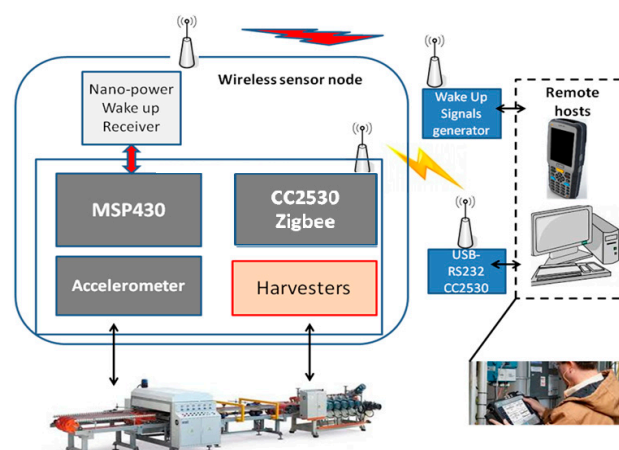 Wireless sensor node
Nano-power
Wake up
Receiver
MSP430
CC2530
Zigbee
Accelerometer
Harvesters
Wake Up
Signals
generator
USB-
RS232
CC2530
Remote
hosts